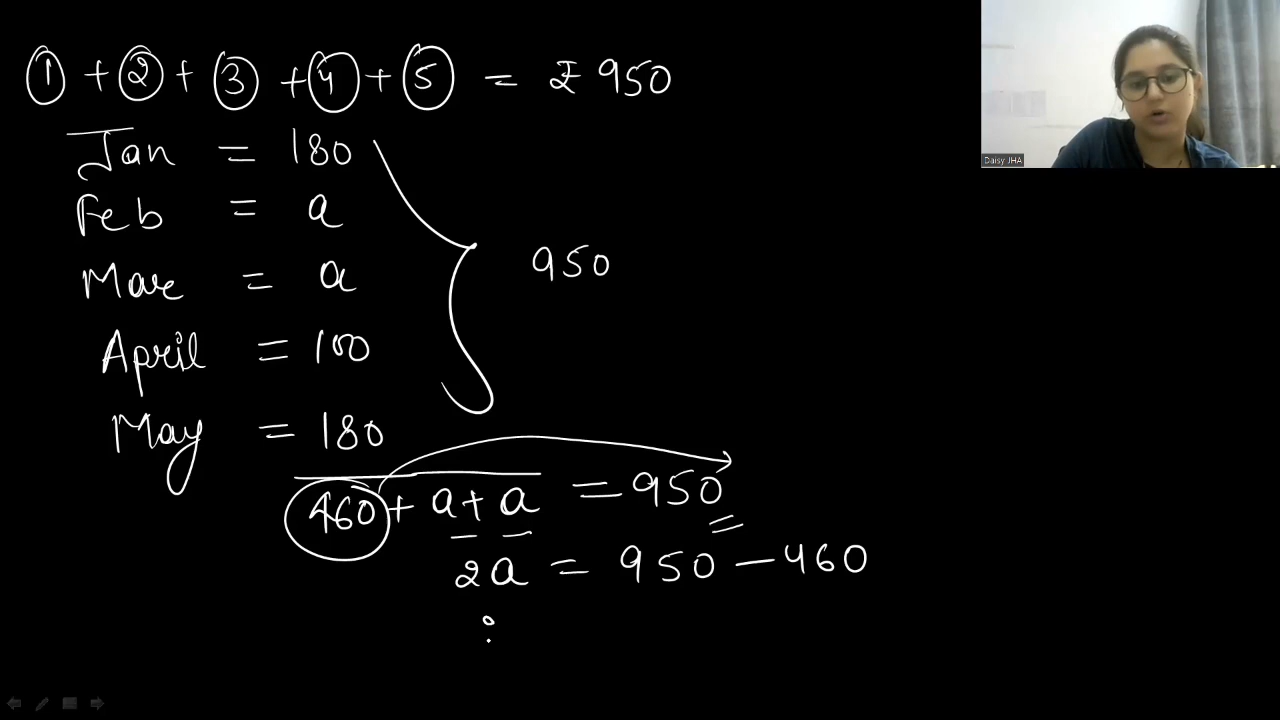 1 + 2 + 3 + 4 + 5 = ₹ 950
Jan = 180
Feb = a
Mar = a
April = 100
May = 180
950
460 + a + a = 950
2a = 950 - 460
Daisy JHA